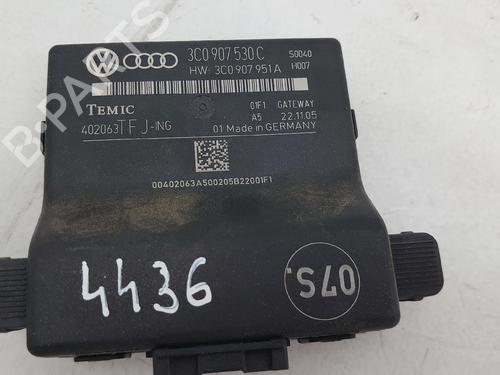 3C0 907 530 C
S0040
HW 3C0 907 951 A
H007
TEMIC
01F1 GATEWAY
A5 22.11.05
402063TFJ-ING
01 Made in GERMANY
00402063A500205B22001F1
4436
07S.
B-PARTS